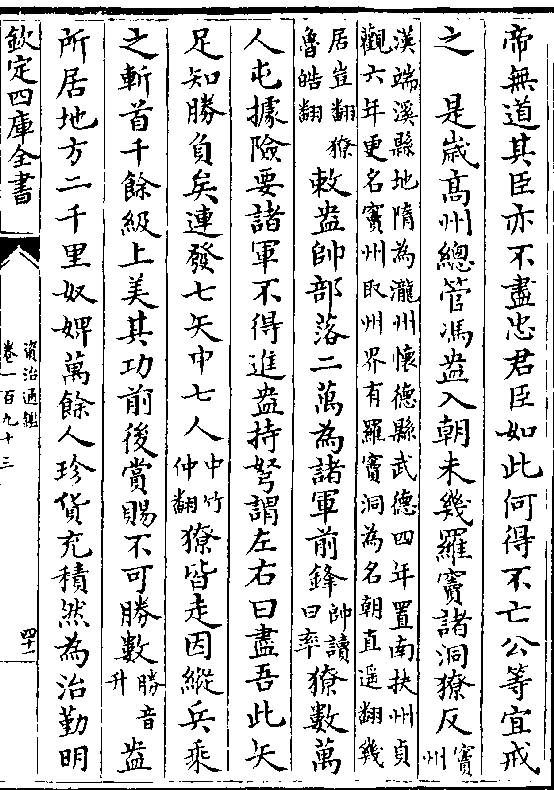 帝無道其臣亦不盡忠君臣如此何得不亡公等宜戒
之　是歳髙州總管馮盎入朝未幾羅竇諸洞獠反竇州
漢端溪縣地隋為瀧州懷德縣武德四年置南扶州貞
觀六年更名竇州取州界有羅竇洞為名朝直遥翻幾
居豈翻獠魯皓翻敕盎帥部落二萬為諸軍前鋒帥讀曰率獠數萬
人屯據險要諸軍不得進盎持弩謂左右曰盡吾此矢
足知勝負矣連發七矢中七人中竹仲翻獠皆走因縱兵乘
之斬首千餘級上美其功前後賞賜不可勝數勝音升盎
所居地方二千里奴婢萬餘人珍貨充積然為治勤明
欽定四庫全書
資治通鑑
卷一百九十三
四十一